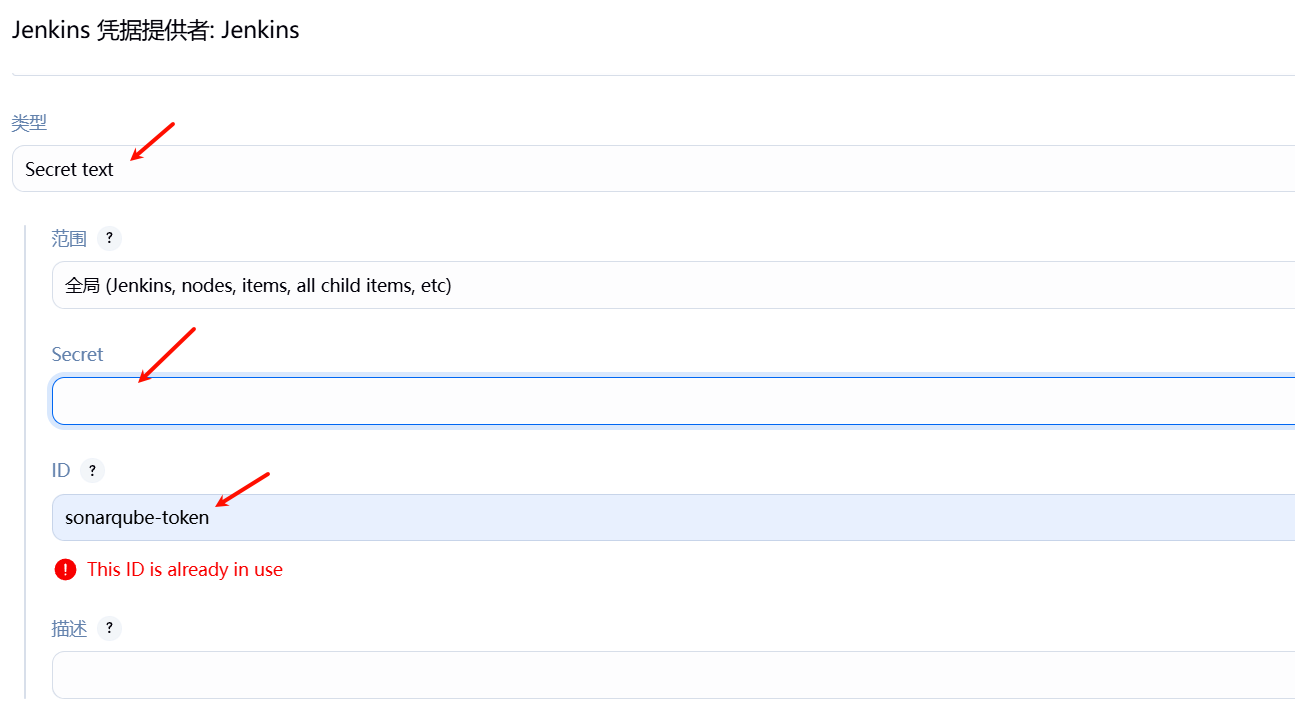 Jenkins 凭据提供者: Jenkins
类型
Secret text
范围 ?
全局 (Jenkins, nodes, items, all child items, etc)
Secret
ID ?
sonarqube-token
! This ID is already in use
描述 ?